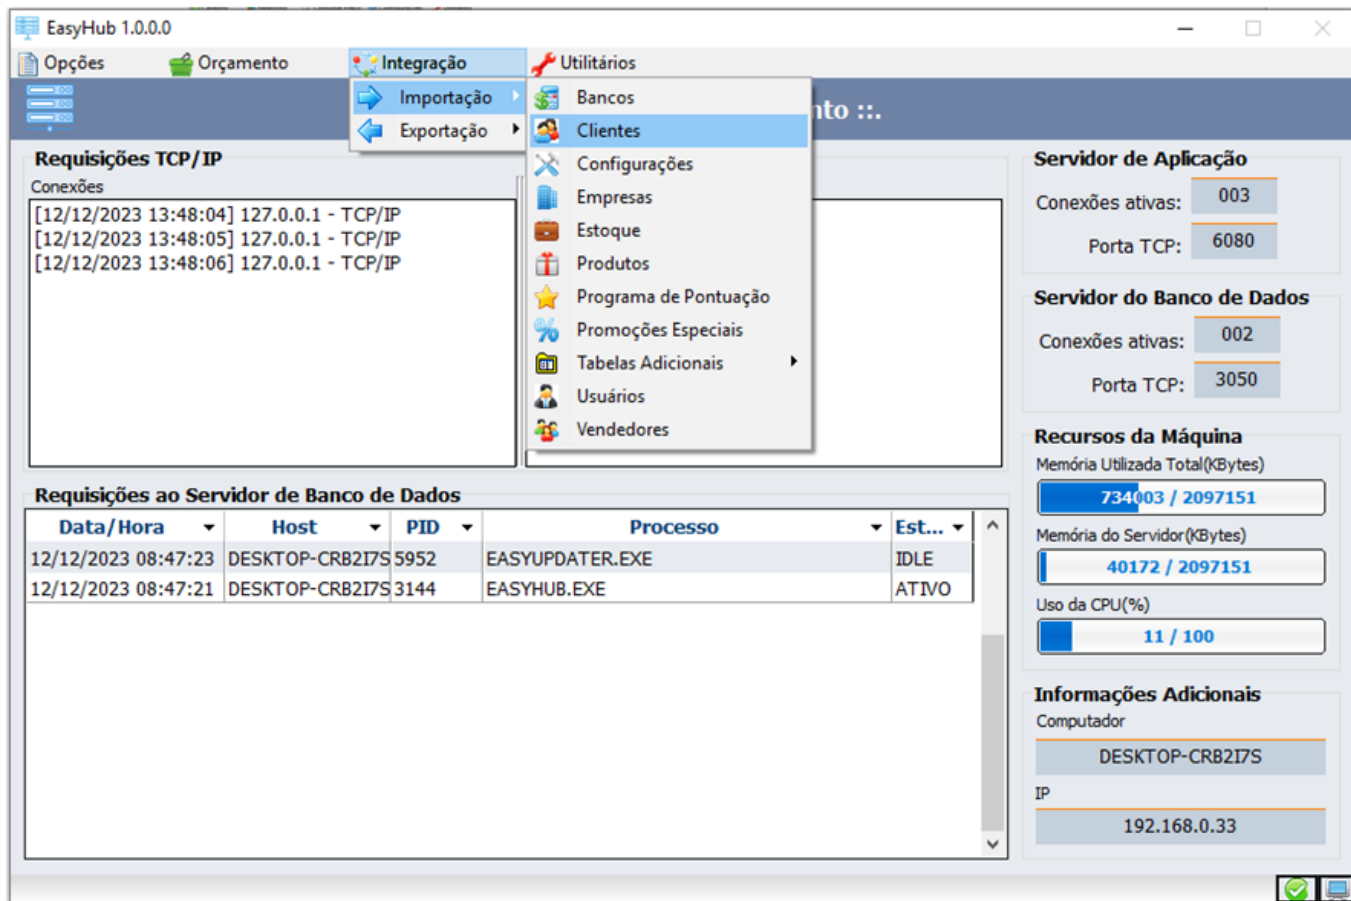 EasyHub 1.0.0.0
Opções Orçamento Integração Utilitários
Importação
Exportação
nto ::.
Bancos
Clientes
Configurações
Empresas
Estoque
Produtos
Programa de Pontuação
Promoções Especiais
Tabelas Adicionais
Usuários
Vendedores
Requisições TCP/IP
Conexões
[12/12/2023 13:48:04] 127.0.0.1 - TCP/IP
[12/12/2023 13:48:05] 127.0.0.1 - TCP/IP
[12/12/2023 13:48:06] 127.0.0.1 - TCP/IP
Requisições ao Servidor de Banco de Dados
Data/Hora Host PID Processo Est...
12/12/2023 08:47:23 DESKTOP-CRB2I7S 5952 EASYUPDATER.EXE IDLE
12/12/2023 08:47:21 DESKTOP-CRB2I7S 3144 EASYHUB.EXE ATIVO
Servidor de Aplicação
Conexões ativas: 003
Porta TCP: 6080
Servidor do Banco de Dados
Conexões ativas: 002
Porta TCP: 3050
Recursos da Máquina
Memória Utilizada Total(KBytes)
734003 / 2097151
Memória do Servidor(KBytes)
40172 / 2097151
Uso da CPU(%)
11 / 100
Informações Adicionais
Computador
DESKTOP-CRB2I7S
IP
192.168.0.33